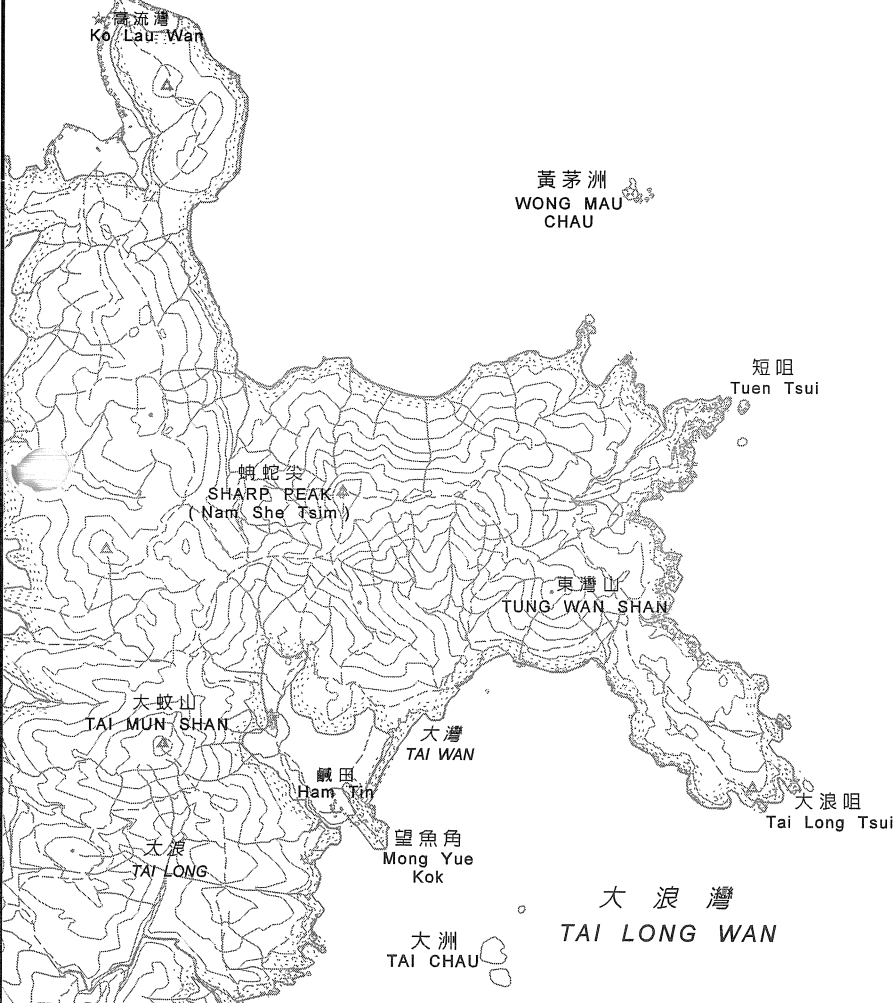 高流灣
Ko Lau Wan
黃茅洲
WONG MAU
CHAU
短咀
Tuen Tsui
蚺蛇尖
SHARP PEAK
( Nam She Tsim )
東灣山
TUNG WAN SHAN
大蚊山
TAI MUN SHAN
大灣
TAI WAN
鹹田
Ham Tin
大浪咀
Tai Long Tsui
望魚角
Mong Yue
Kok
大浪
TAI LONG
大浪灣
TAI LONG WAN
大洲
TAI CHAU